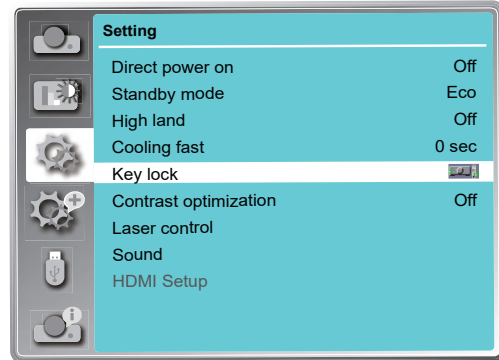 Setting
Direct power on Off
Standby mode Eco
High land Off
Cooling fast 0 sec
Key lock
Contrast optimization Off
Laser control
Sound
HDMI Setup